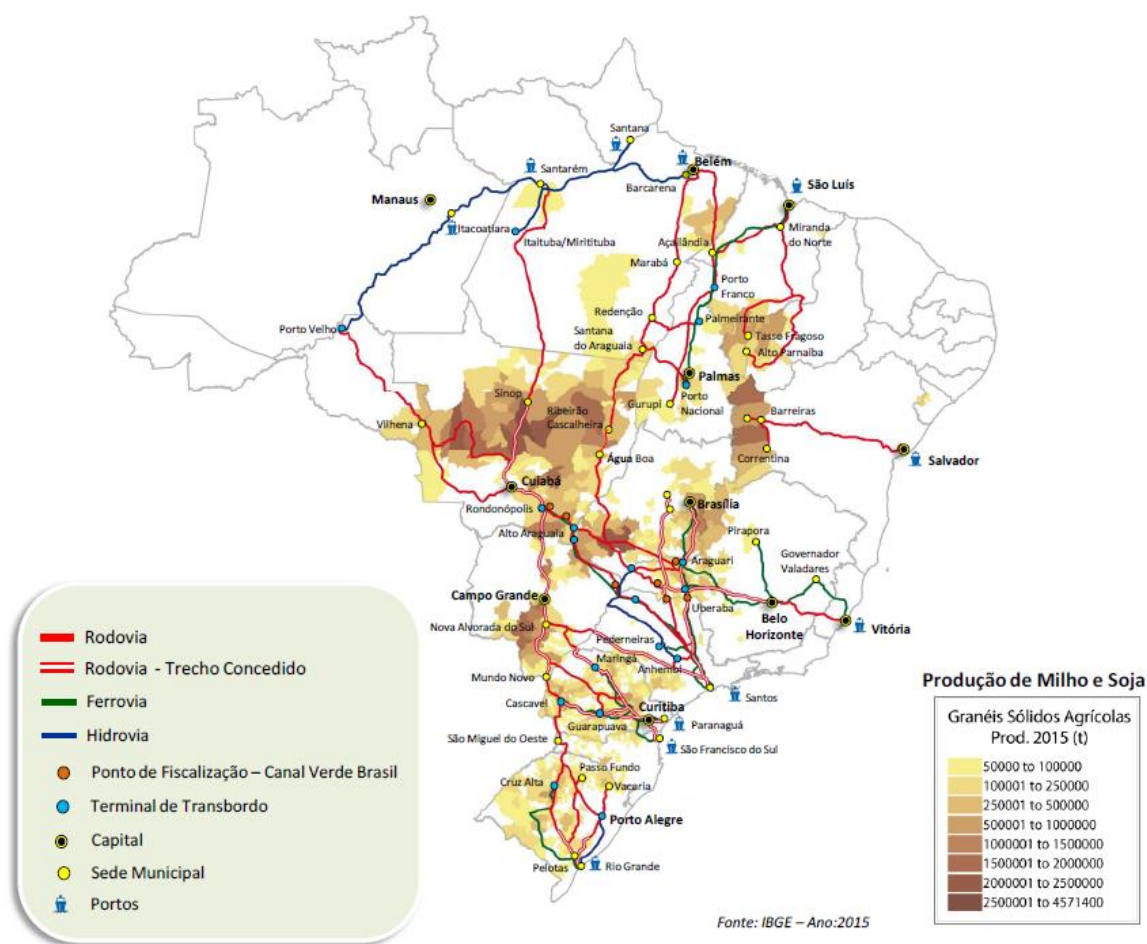 Santana
Belém
Santarém
São Luís
Barcarena
Manaus
Itacoatiara
Itaituba/Miritituba
Miranda
do Norte
Açailândia
Marabá
Porto
Franco
Porto Velho
Redenção
Palmeirante
Santana
do Araguaia
Tasso Fragoso
Alto Parnaiba
Palmas
Porto
Nacional
Gurupi
Sinop
Ribeirão
Cascalheira
Barreiras
Vilhena
Água Boa
Correntina
Salvador
Cuiabá
Brasília
Rondonópolis
Pirapora
Alto Araguaia
Araguari
Governador
Valadares
Campo Grande
Uberaba
Belo
Horizonte
Vitória
Nova Alvorada do Sul
Pederneiras
Maringá
Anhembi
Mundo Novo
Santos
Cascavel
Curitiba
Guarapuava
Paranaguá
São Miguel do Oeste
São Francisco do Sul
Passo Fundo
Cruz Alta
Vacaria
Porto Alegre
Pelotas
Rio Grande
Rodovia
Rodovia - Trecho Concedido
Ferrovia
Hidrovia
Ponto de Fiscalização – Canal Verde Brasil
Terminal de Transbordo
Capital
Sede Municipal
Portos
Produção de Milho e Soja
Granéis Sólidos Agrícolas
Prod. 2015 (t)
50000 to 100000
100001 to 250000
250001 to 500000
500001 to 1000000
1000001 to 1500000
1500001 to 2000000
2000001 to 2500000
2500001 to 4571400
Fonte: IBGE – Ano:2015